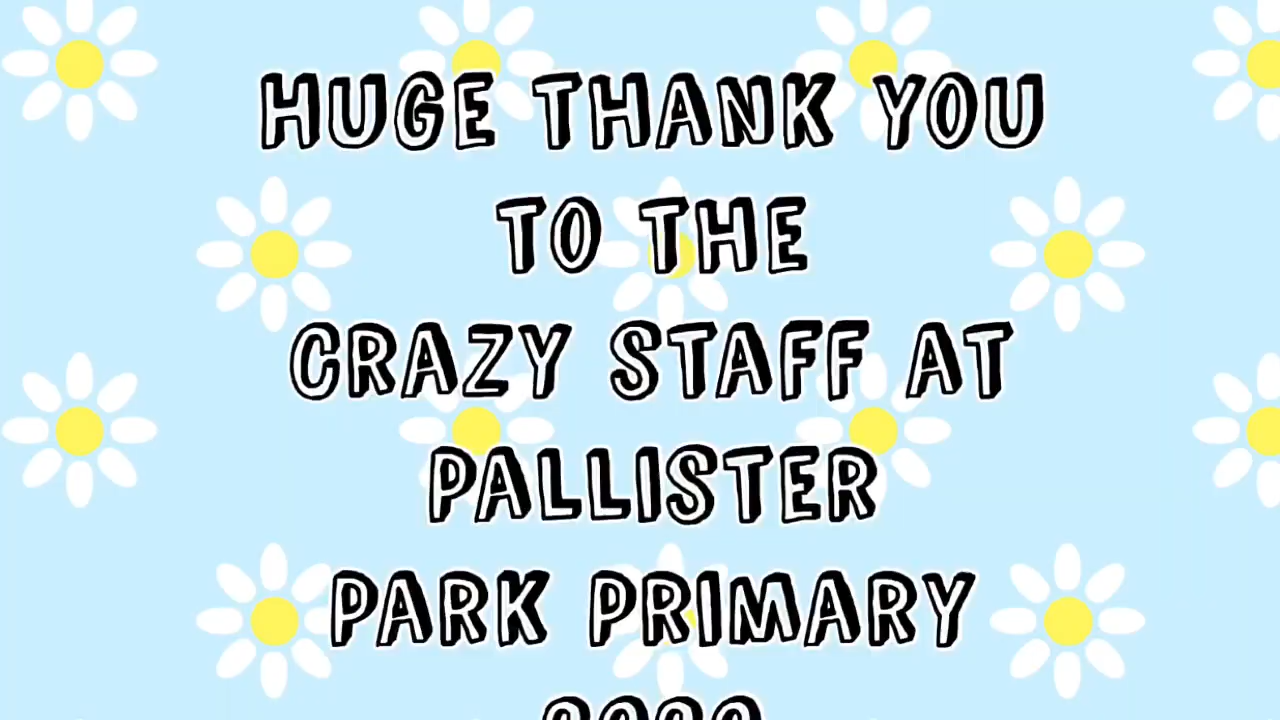 HUGE THANK YOU
TO THE
CRAZY STAFF AT
PALLISTER
PARK PRIMARY